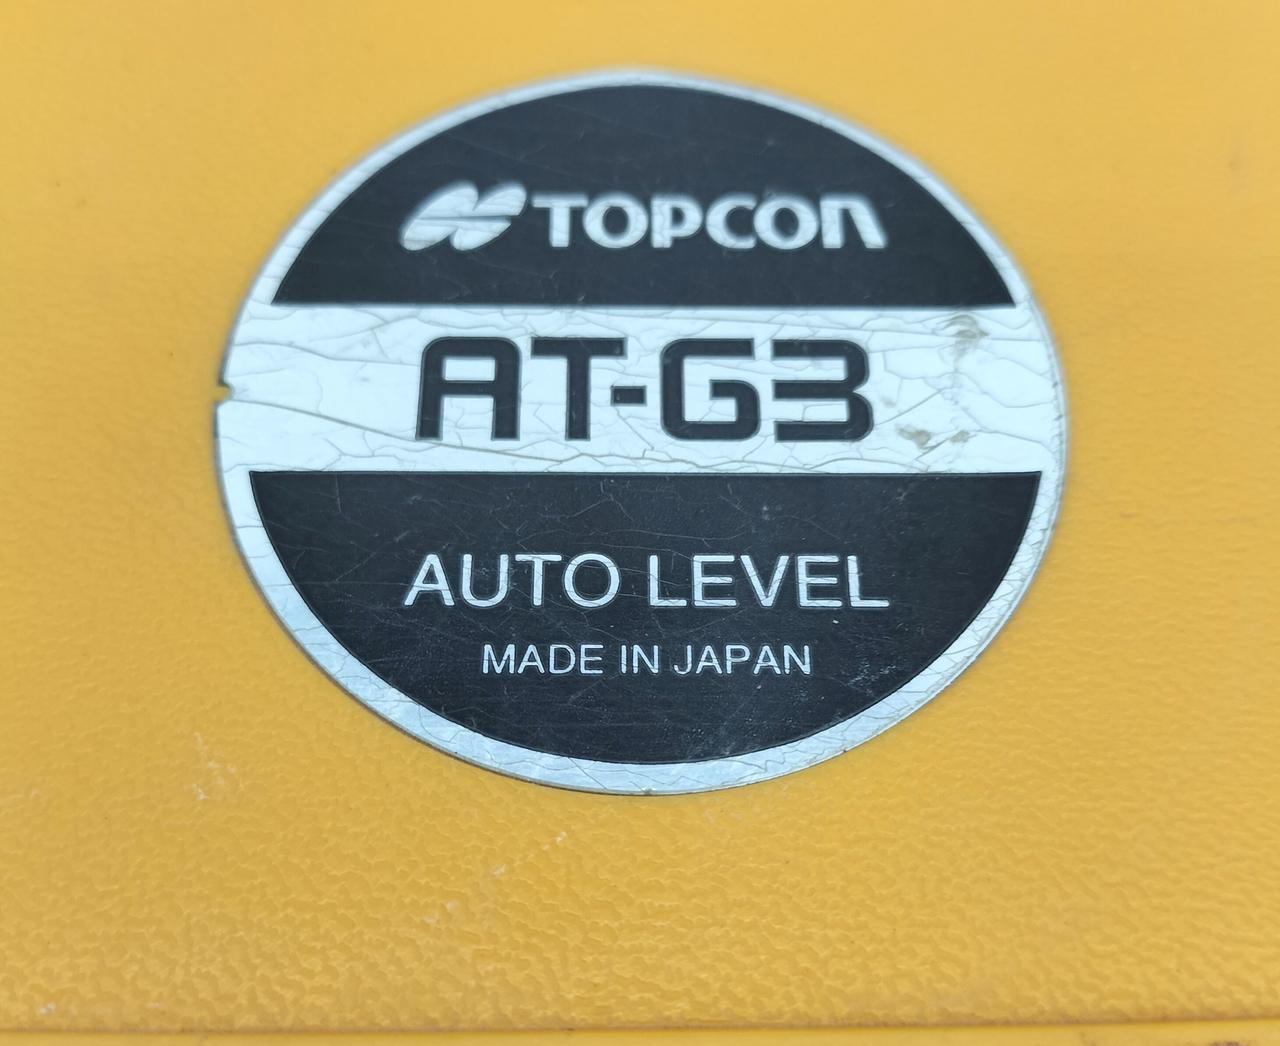 TOPCON
AT-G3
AUTO LEVEL
MADE IN JAPAN